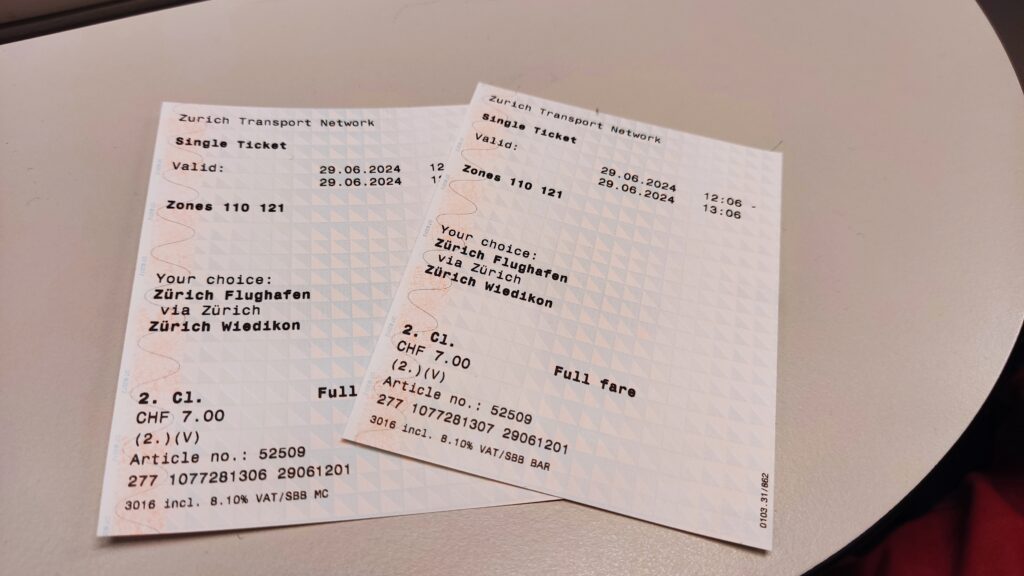 Zurich Transport Network
Single Ticket
Valid: 29.06.2024 12
29.06.2024
Zones 110 121
Your choice:
Zürich Flughafen
via Zürich
Zürich Wiedikon
2. Cl. Full
CHF 7.00
(2.)(V)
Article no.: 52509
277 1077281306 29061201
3016 incl. 8.10% VAT/SBB MC
Zurich Transport Network
Single Ticket
Valid: 29.06.2024 12:06 -
29.06.2024 13:06
Zones 110 121
Your choice:
Zürich Flughafen
via Zürich
Zürich Wiedikon
2. Cl. Full fare
CHF 7.00
(2.)(V)
Article no.: 52509
277 1077281307 29061201
3016 incl. 8.10% VAT/SBB BAR
0103.31/862